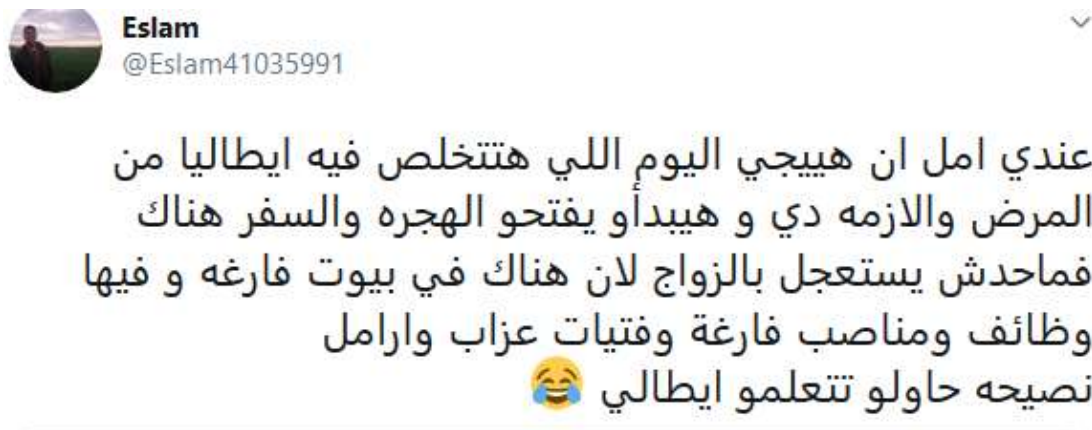 Eslam
@Eslam41035991
عندي امل ان هييجي اليوم اللي هتتخلص فيه ايطاليا من
المرض والازمه دي و هيبدأو يفتحو الهجره والسفر هناك
فماحدش يستعجل بالزواج لان هناك في بيوت فارغه و فيها
وظائف ومناصب فارغة وفتيات عزاب وارامل
نصيحه حاولو تتعلمو ايطالي 😂